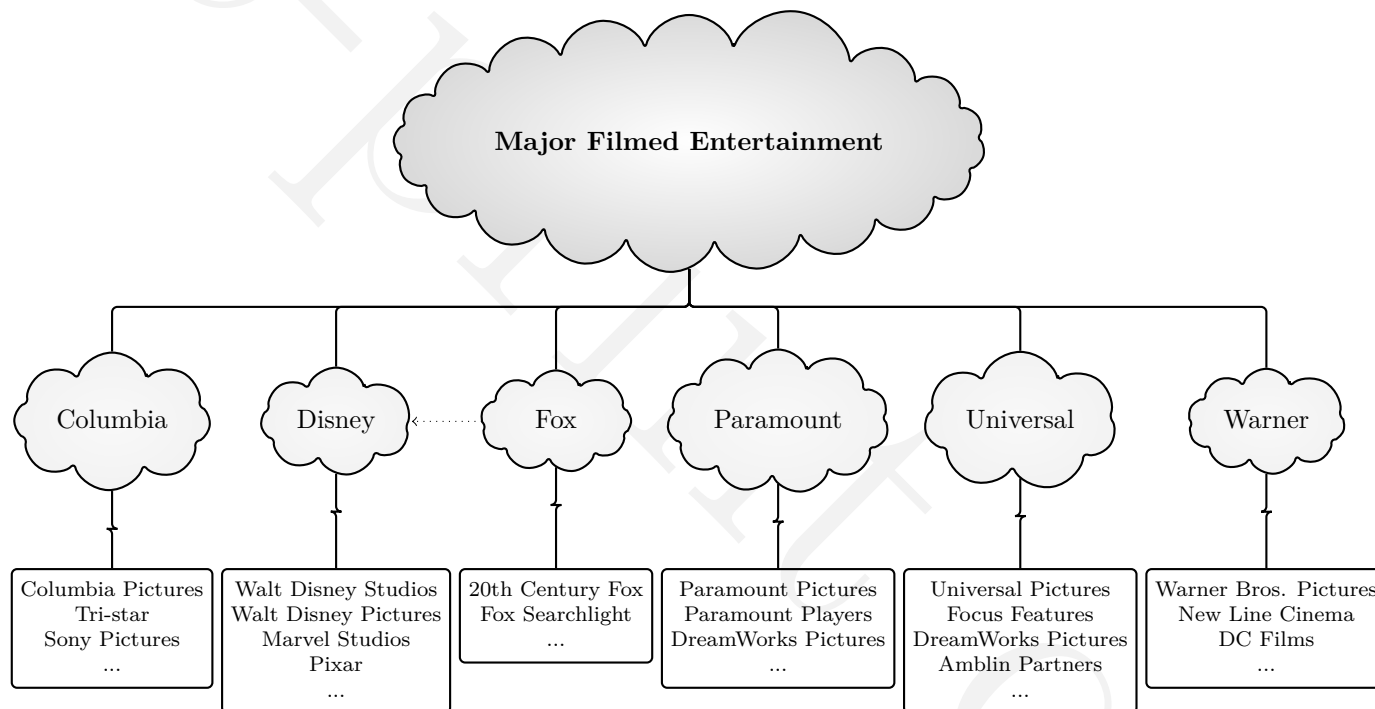 Major Filmed Entertainment
Columbia
Disney
Fox
Paramount
Universal
Warner
Columbia Pictures
Tri-star
Sony Pictures
...
Walt Disney Studios
Walt Disney Pictures
Marvel Studios
Pixar
...
20th Century Fox
Fox Searchlight
...
Paramount Pictures
Paramount Players
DreamWorks Pictures
...
Universal Pictures
Focus Features
DreamWorks Pictures
Amblin Partners
...
Warner Bros. Pictures
New Line Cinema
DC Films
...